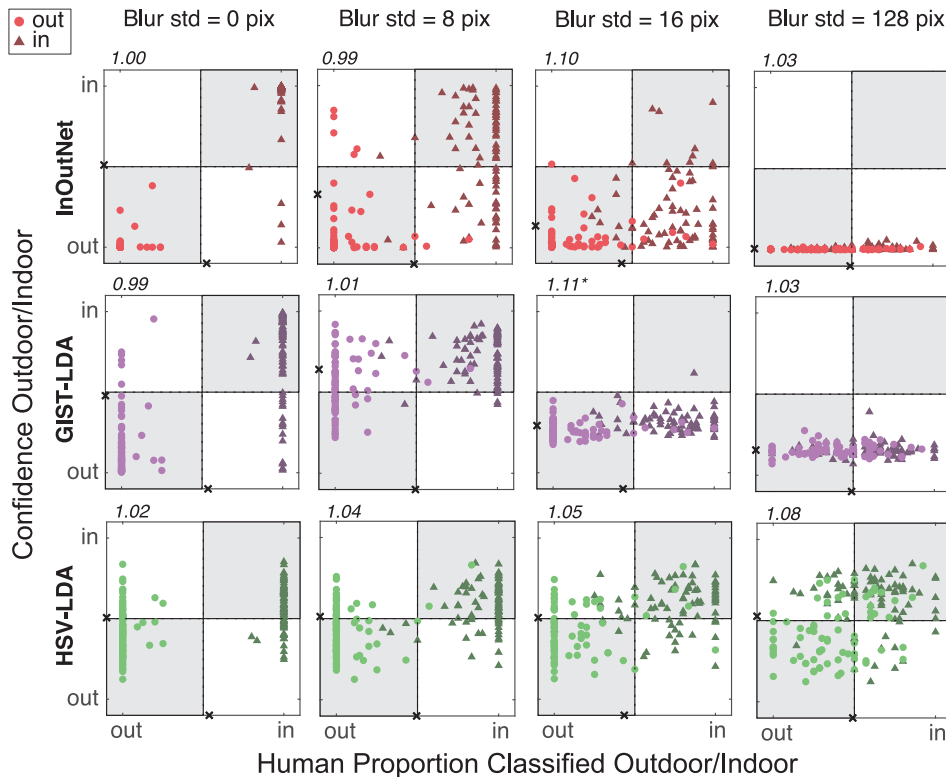 out
in
Blur std = 0 pix
Blur std = 8 pix
Blur std = 16 pix
Blur std = 128 pix
Confidence Outdoor/Indoor
InOutNet
in
out
1.00
0.99
1.10
1.03
GIST-LDA
in
out
0.99
1.01
1.11*
1.03
HSV-LDA
in
out
1.02
1.04
1.05
1.08
out
in
out
in
out
in
out
in
Human Proportion Classified Outdoor/Indoor